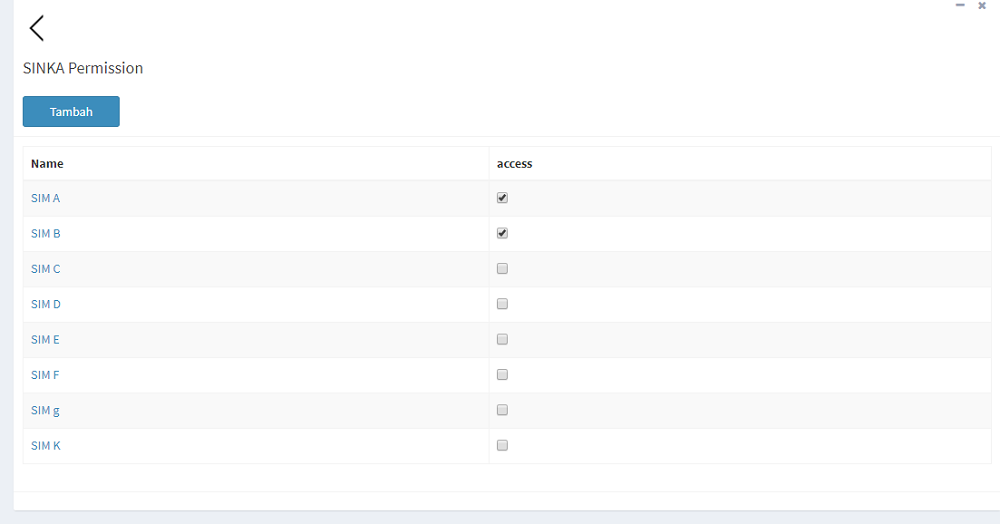 SINKA Permission
Tambah
Name access
SIM A
SIM B
SIM C
SIM D
SIM E
SIM F
SIM g
SIM K